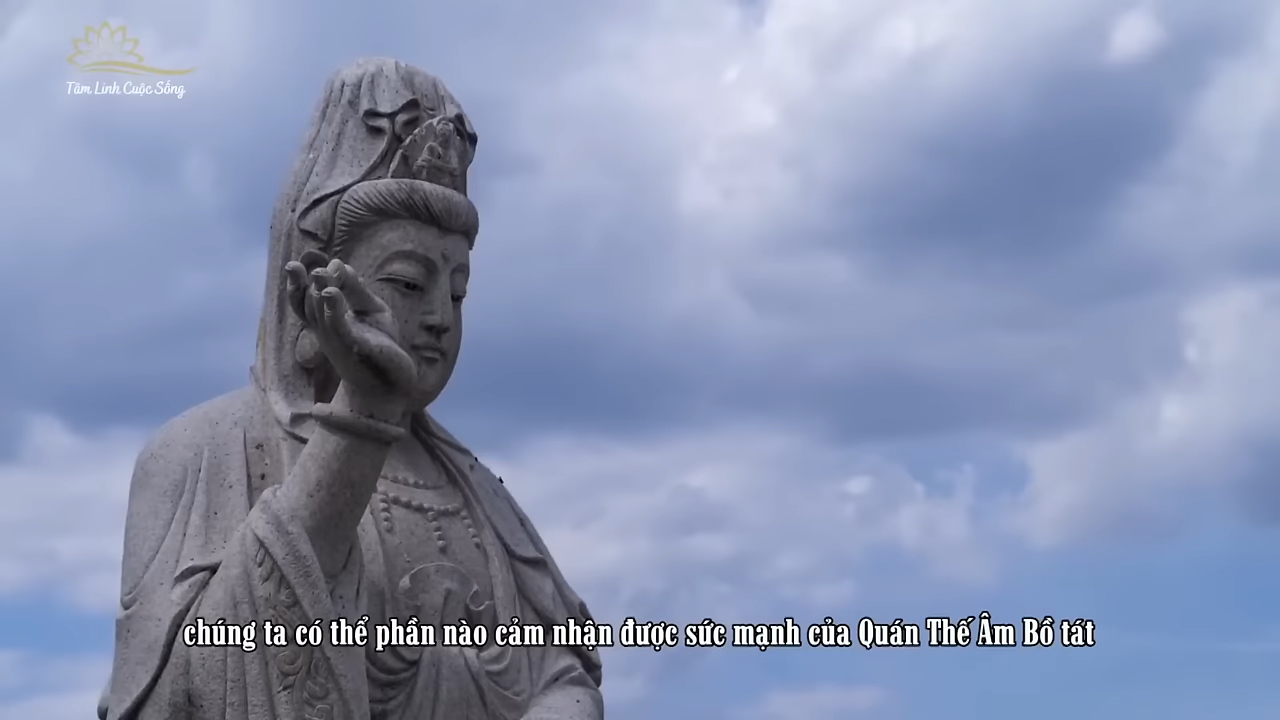 Tâm Linh Cuộc Sống
chúng ta có thể phần nào cảm nhận được sức mạnh của Quán Thế Âm Bồ tát